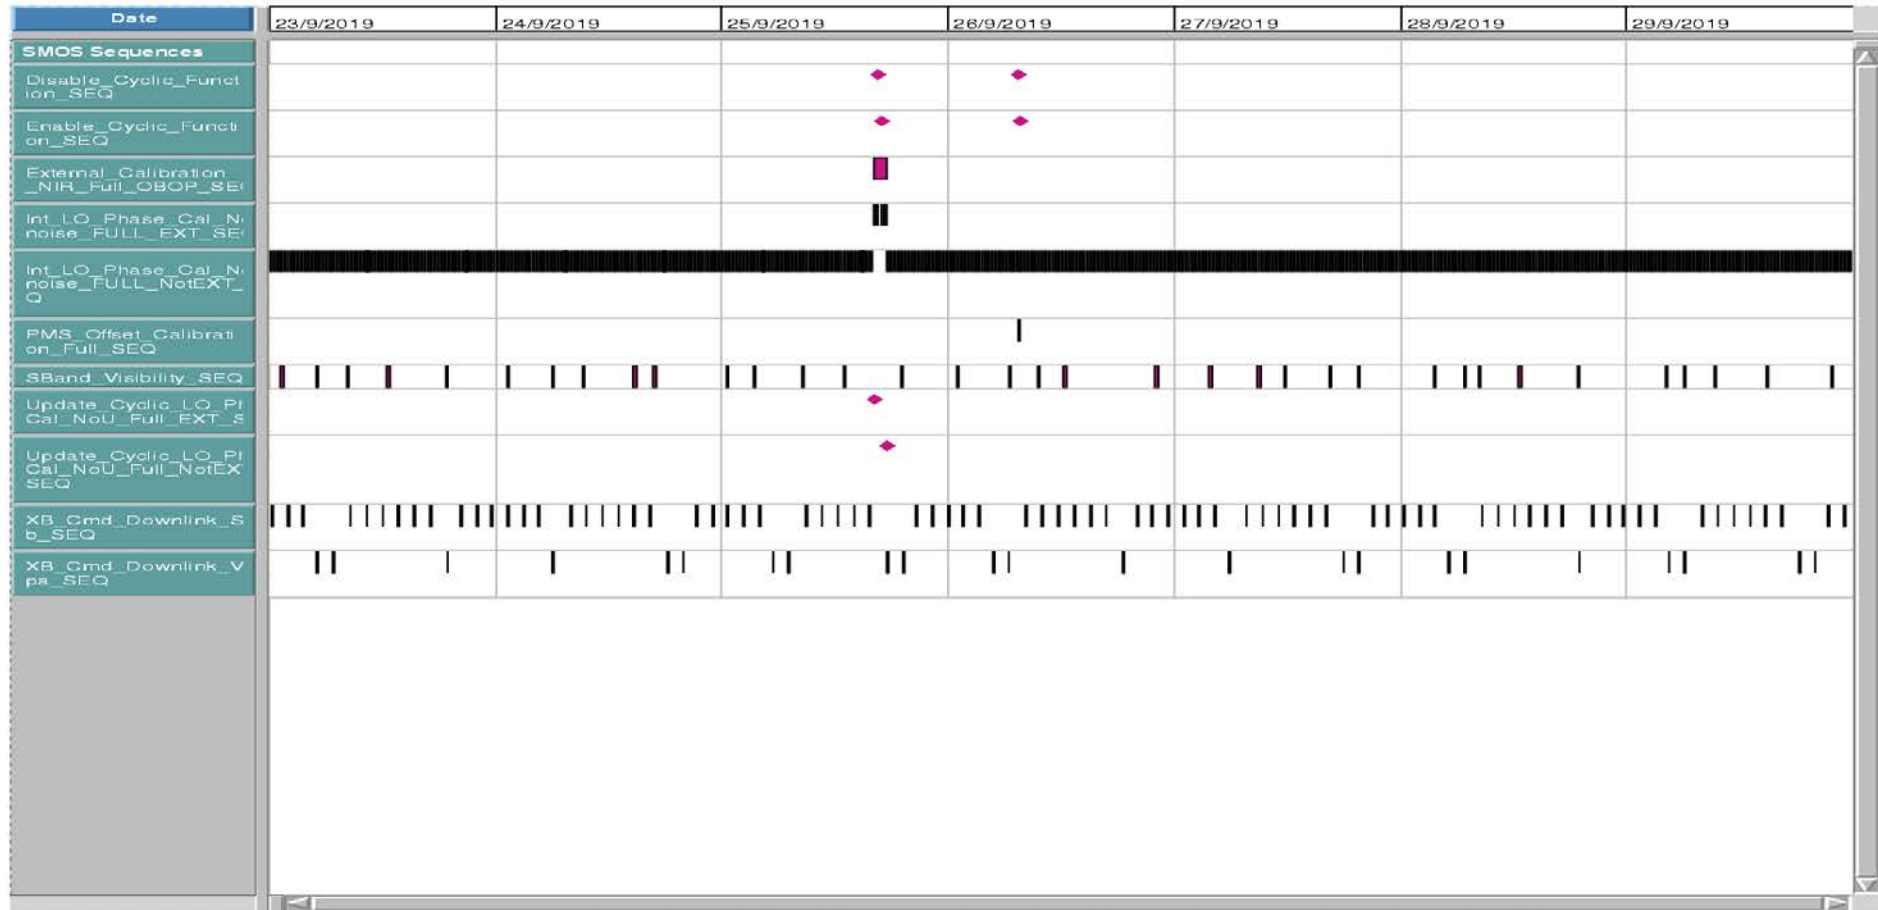 Date
23/9/2019 24/9/2019 25/9/2019 26/9/2019 27/9/2019 28/9/2019 29/9/2019
SMOS Sequences
Disable_Cyclic_Funct
ion_SEQ
Enable_Cyclic_Functi
on_SEQ
External_Calibration
_NIR_Full_OBOP_SE
Int_LO_Phase_Cal_N
noise_FULL_EXT_SE
Int_LO_Phase_Cal_N
noise_FULL_NotEXT_
Q
PMS_Offset_Calibrati
on_Full_SEQ
SBand_Visibility_SEQ
Update_Cyclic_LO_P
Cal_NoU_Full_EXT_S
Update_Cyclic_LO_P
Cal_NoU_Full_NotEX
SEQ
XB_Cmd_Downlink_S
b_SEQ
XB_Cmd_Downlink_V
pa_SEQ